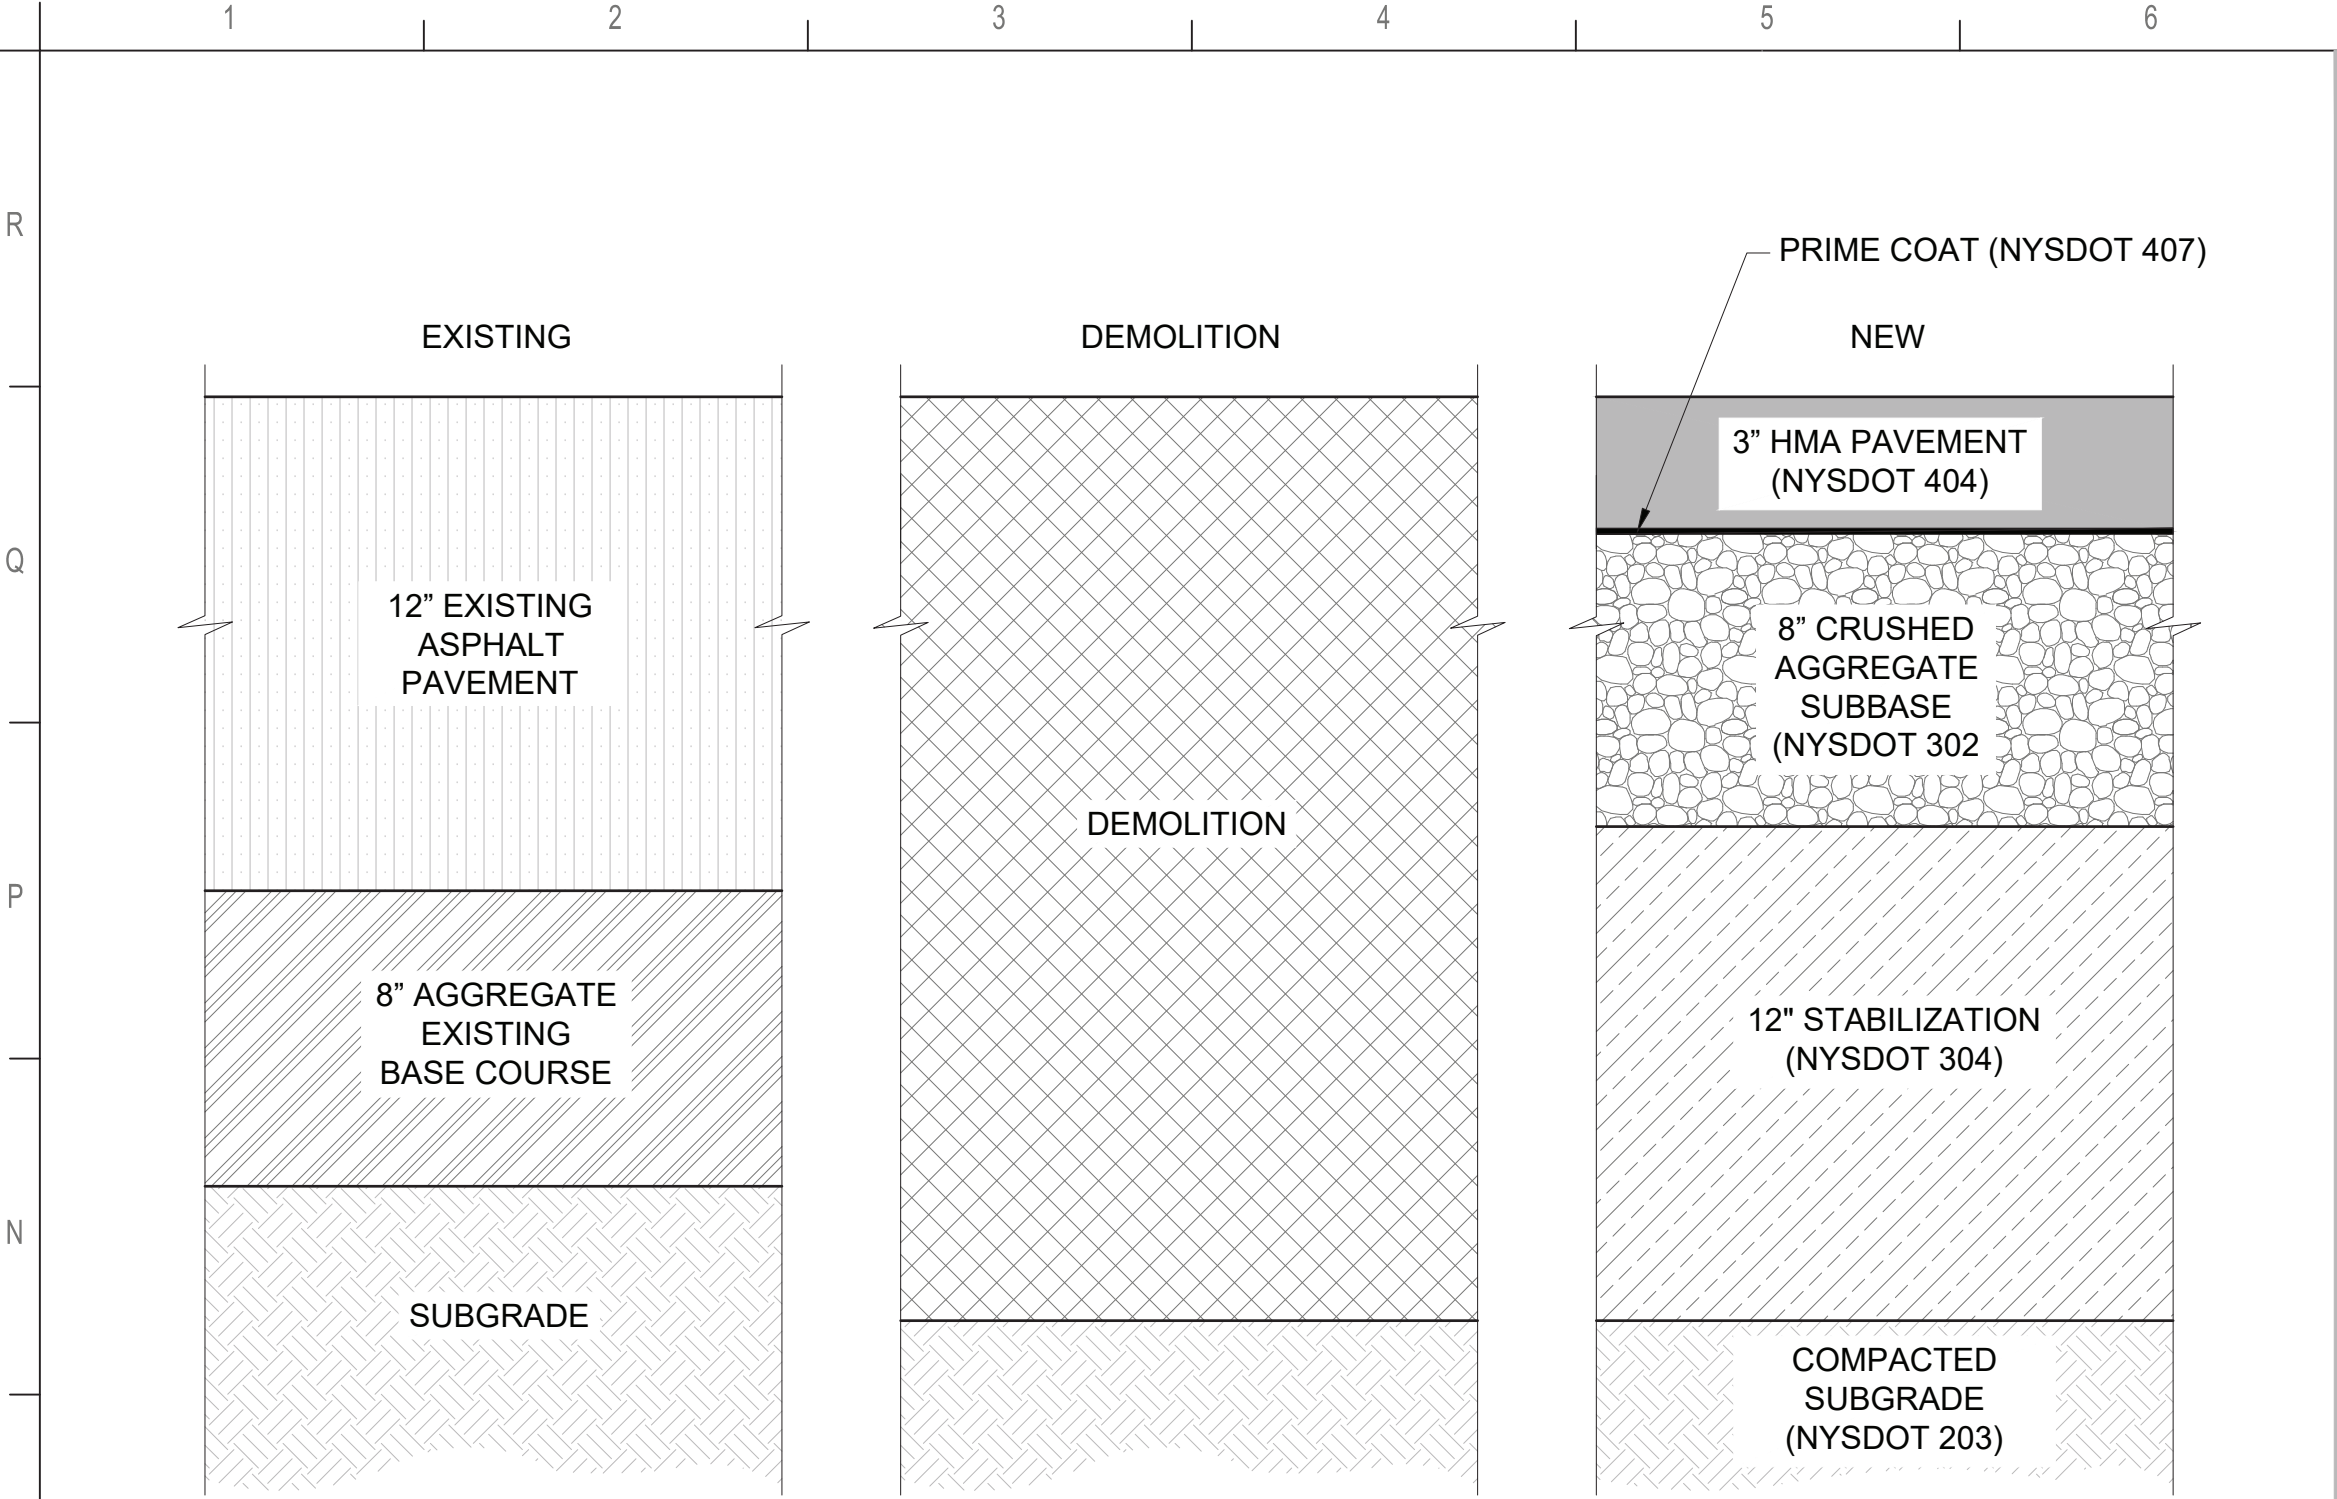 1 2 3 4 5 6
R
PRIME COAT (NYSDOT 407)
EXISTING
DEMOLITION
NEW
3” HMA PAVEMENT
(NYSDOT 404)
Q
12” EXISTING
ASPHALT
PAVEMENT
8” CRUSHED
AGGREGATE
SUBBASE
(NYSDOT 302
DEMOLITION
P
8” AGGREGATE
EXISTING
BASE COURSE
12" STABILIZATION
(NYSDOT 304)
N
SUBGRADE
COMPACTED
SUBGRADE
(NYSDOT 203)